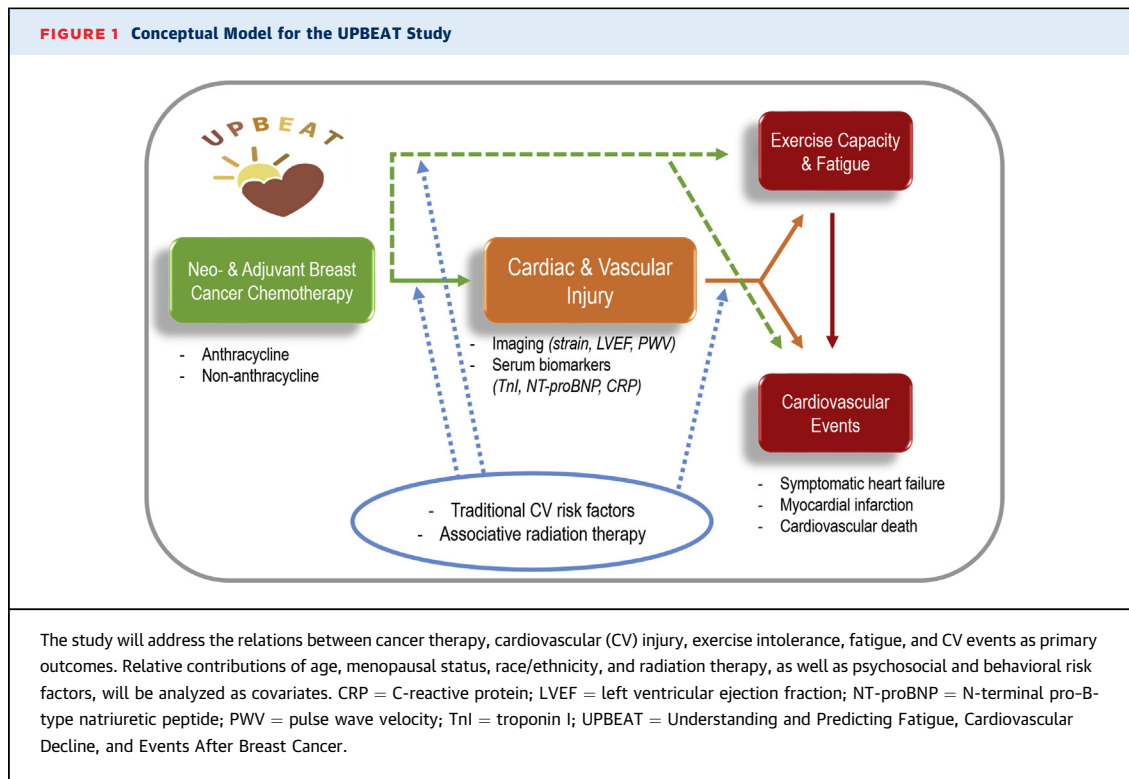 FIGURE 1 Conceptual Model for the UPBEAT Study
UPBEAT
Exercise Capacity
& Fatigue
Neo- & Adjuvant Breast
Cancer Chemotherapy
Cardiac & Vascular
Injury
- Anthracycline
- Non-anthracycline
- Imaging (strain, LVEF, PWV)
- Serum biomarkers
(TnI, NT-proBNP, CRP)
Cardiovascular
Events
- Symptomatic heart failure
- Myocardial infarction
- Cardiovascular death
- Traditional CV risk factors
- Associative radiation therapy
The study will address the relations between cancer therapy, cardiovascular (CV) injury, exercise intolerance, fatigue, and CV events as primary
outcomes. Relative contributions of age, menopausal status, race/ethnicity, and radiation therapy, as well as psychosocial and behavioral risk
factors, will be analyzed as covariates. CRP = C-reactive protein; LVEF = left ventricular ejection fraction; NT-proBNP = N-terminal pro–B-
type natriuretic peptide; PWV = pulse wave velocity; TnI = troponin I; UPBEAT = Understanding and Predicting Fatigue, Cardiovascular
Decline, and Events After Breast Cancer.